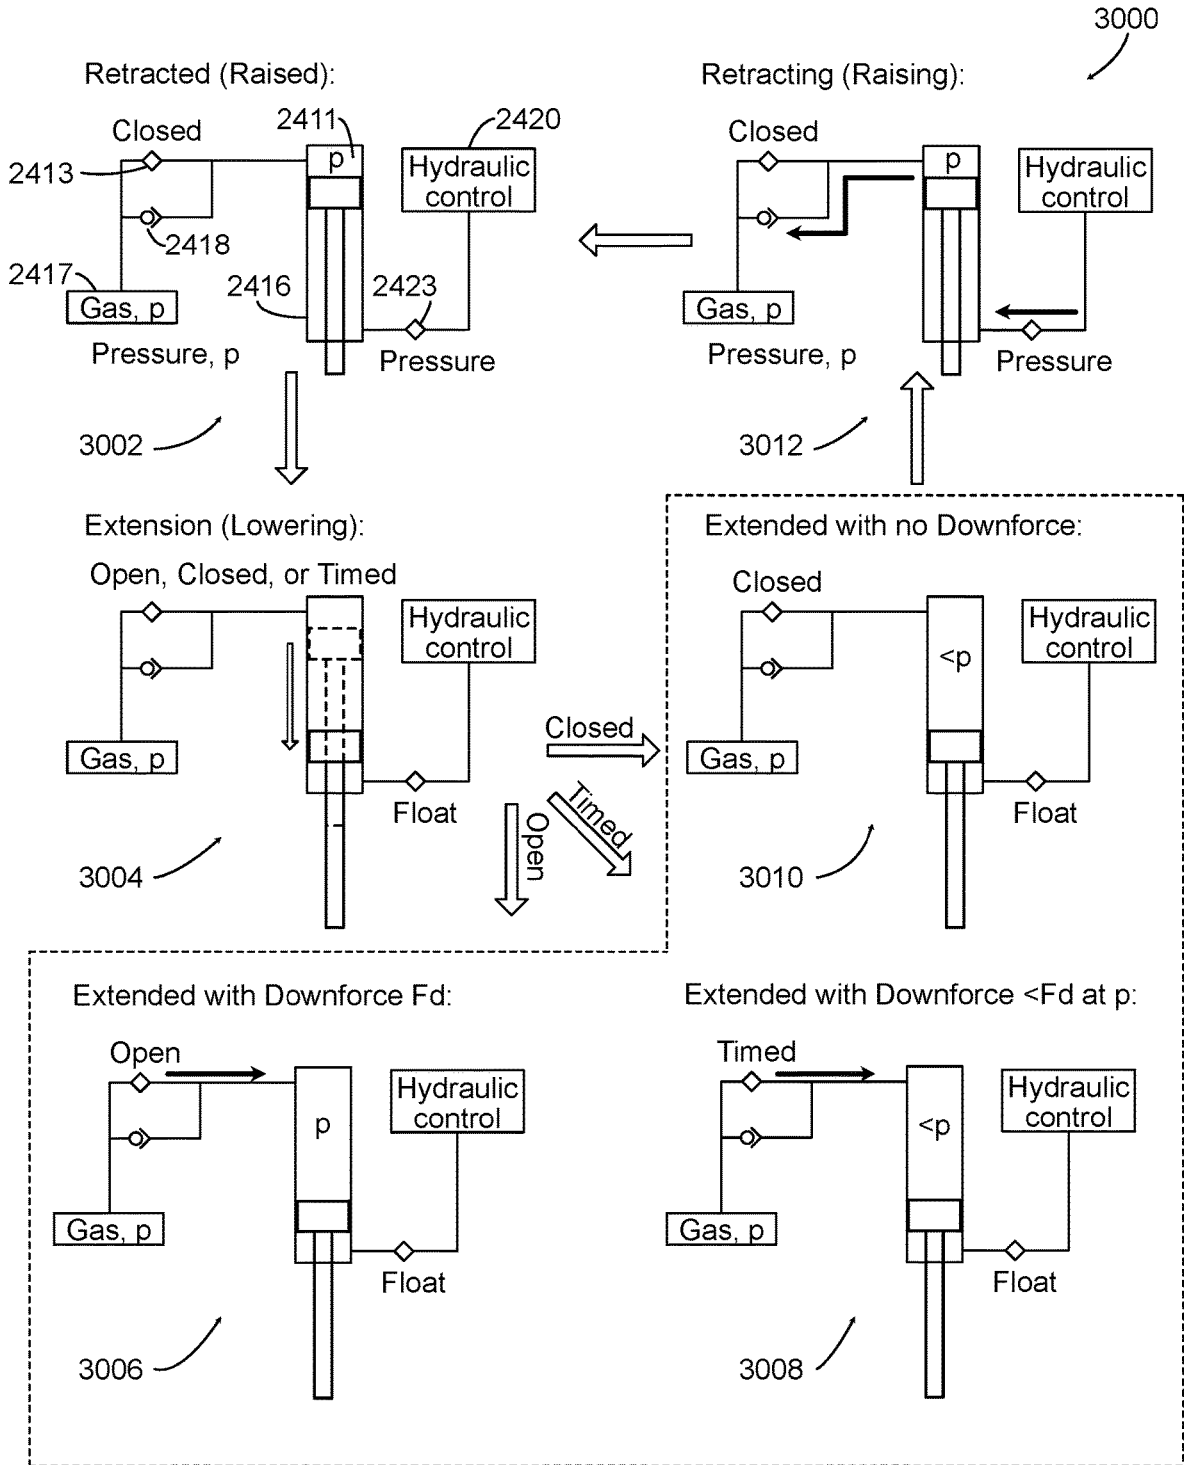 3000
Retracted (Raised):
Closed
2411
2420
2413
p
Hydraulic
control
2418
2417
Gas, p
2416
2423
Pressure, p
Pressure
3002
Retracting (Raising):
Closed
p
Hydraulic
control
Gas, p
Pressure, p
Pressure
3012
Extension (Lowering):
Open, Closed, or Timed
Hydraulic
control
Gas, p
Float
3004
Closed
Timed
Open
Extended with no Downforce:
Closed
<p
Hydraulic
control
Gas, p
Float
3010
Extended with Downforce Fd:
Open
p
Hydraulic
control
Gas, p
Float
3006
Extended with Downforce <Fd at p:
Timed
<p
Hydraulic
control
Gas, p
Float
3008